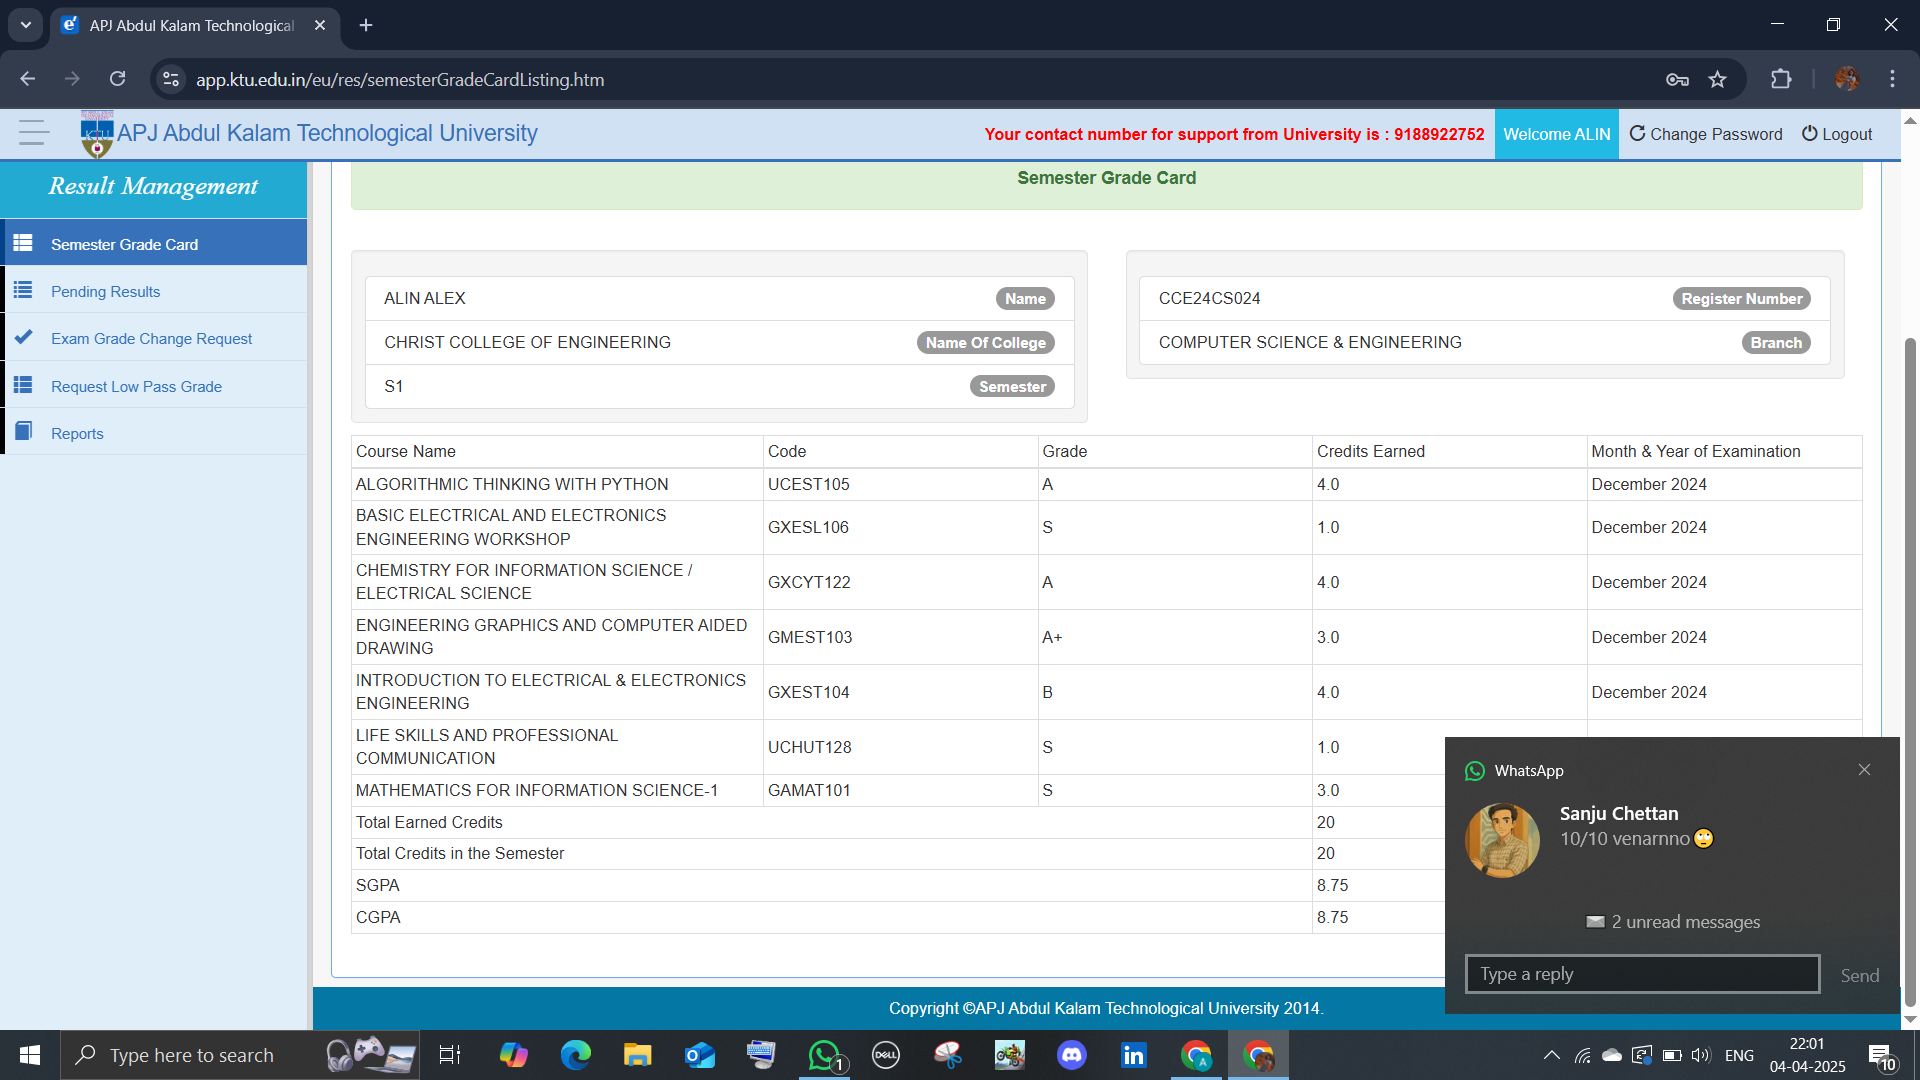 APJ Abdul Kalam Technological
app.ktu.edu.in/eu/res/semesterGradeCardListing.htm
APJ Abdul Kalam Technological University
Your contact number for support from University is : 9188922752
Welcome ALIN
Change Password
Logout
Result Management
Semester Grade Card
Pending Results
Exam Grade Change Request
Request Low Pass Grade
Reports
Semester Grade Card
ALIN ALEX Name
CHRIST COLLEGE OF ENGINEERING Name Of College
S1 Semester
CCE24CS024 Register Number
COMPUTER SCIENCE & ENGINEERING Branch
Course Name Code Grade Credits Earned Month & Year of Examination
ALGORITHMIC THINKING WITH PYTHON UCEST105 A 4.0 December 2024
BASIC ELECTRICAL AND ELECTRONICS
ENGINEERING WORKSHOP GXESL106 S 1.0 December 2024
CHEMISTRY FOR INFORMATION SCIENCE /
ELECTRICAL SCIENCE GXCYT122 A 4.0 December 2024
ENGINEERING GRAPHICS AND COMPUTER AIDED
DRAWING GMEST103 A+ 3.0 December 2024
INTRODUCTION TO ELECTRICAL & ELECTRONICS
ENGINEERING GXEST104 B 4.0 December 2024
LIFE SKILLS AND PROFESSIONAL
COMMUNICATION UCHUT128 S 1.0
MATHEMATICS FOR INFORMATION SCIENCE-1 GAMAT101 S 3.0
Total Earned Credits 20
Total Credits in the Semester 20
SGPA 8.75
CGPA 8.75
WhatsApp
Sanju Chettan
10/10 venarnno🙄
2 unread messages
Type a reply
Send
Copyright ©APJ Abdul Kalam Technological University 2014.
Type here to search
1
DELL
A
ENG
22:01
04-04-2025
10